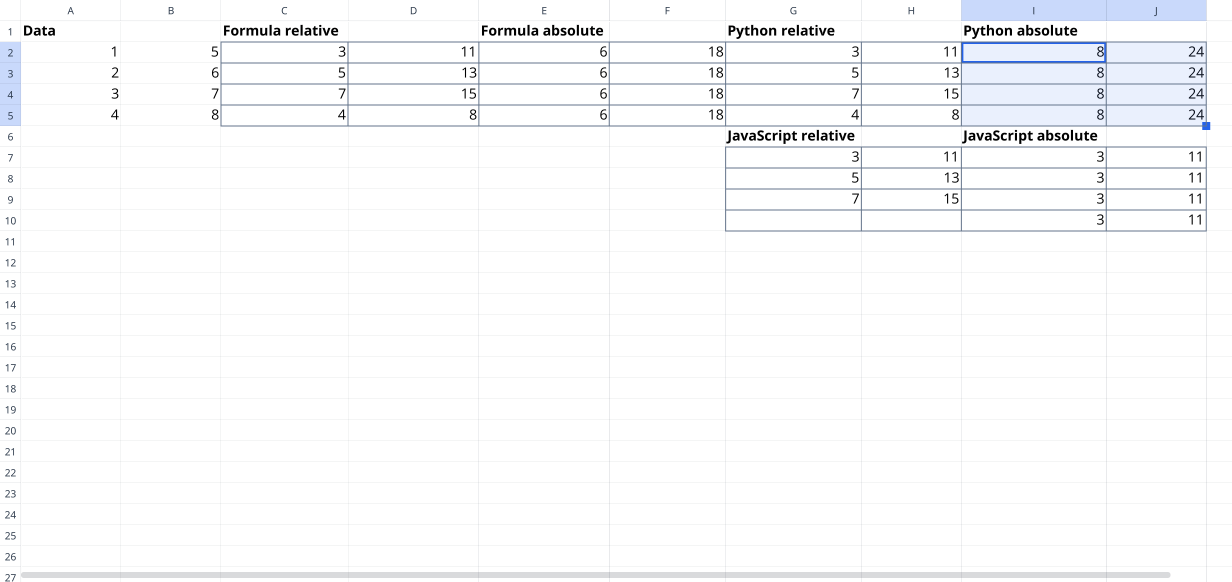 A B C D E F G H I J
1 Data Formula relative Formula absolute Python relative Python absolute
2 1 5 3 11 6 18 3 11 8 24
3 2 6 5 13 6 18 5 13 8 24
4 3 7 7 15 6 18 7 15 8 24
5 4 8 4 8 6 18 4 8 8 24
6 JavaScript relative JavaScript absolute
7 3 11 3 11
8 5 13 3 11
9 7 15 3 11
10 3 11
11
12
13
14
15
16
17
18
19
20
21
22
23
24
25
26
27